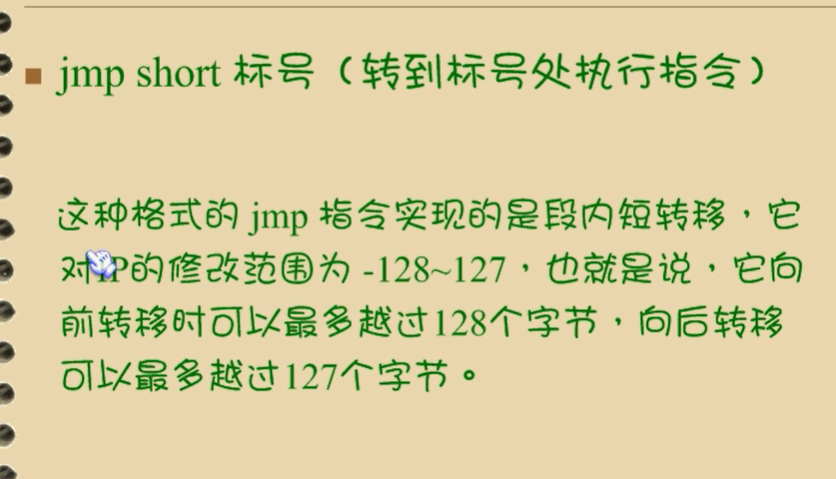 jmp short 标号（转到标号处执行指令）
这种格式的 jmp 指令实现的是段内短转移，它
对IP的修改范围为 -128~127，也就是说，它向
前转移时可以最多越过128个字节，向后转移
可以最多越过127个字节。